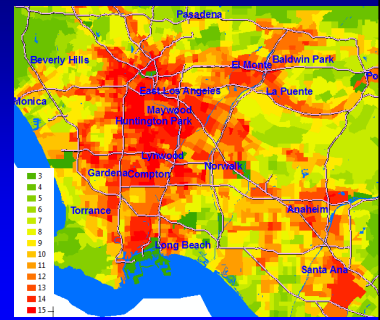 Pasadena
Beverly Hills
El Monte
Baldwin Park
Po
East Los Angeles
La Puente
Monica
Maywood
Huntington Park
Lynwood
Norwalk
Gardena
Compton
Torrance
Anaheim
Long Beach
Santa Ana
3
4
5
6
7
8
9
10
11
12
13
14
15